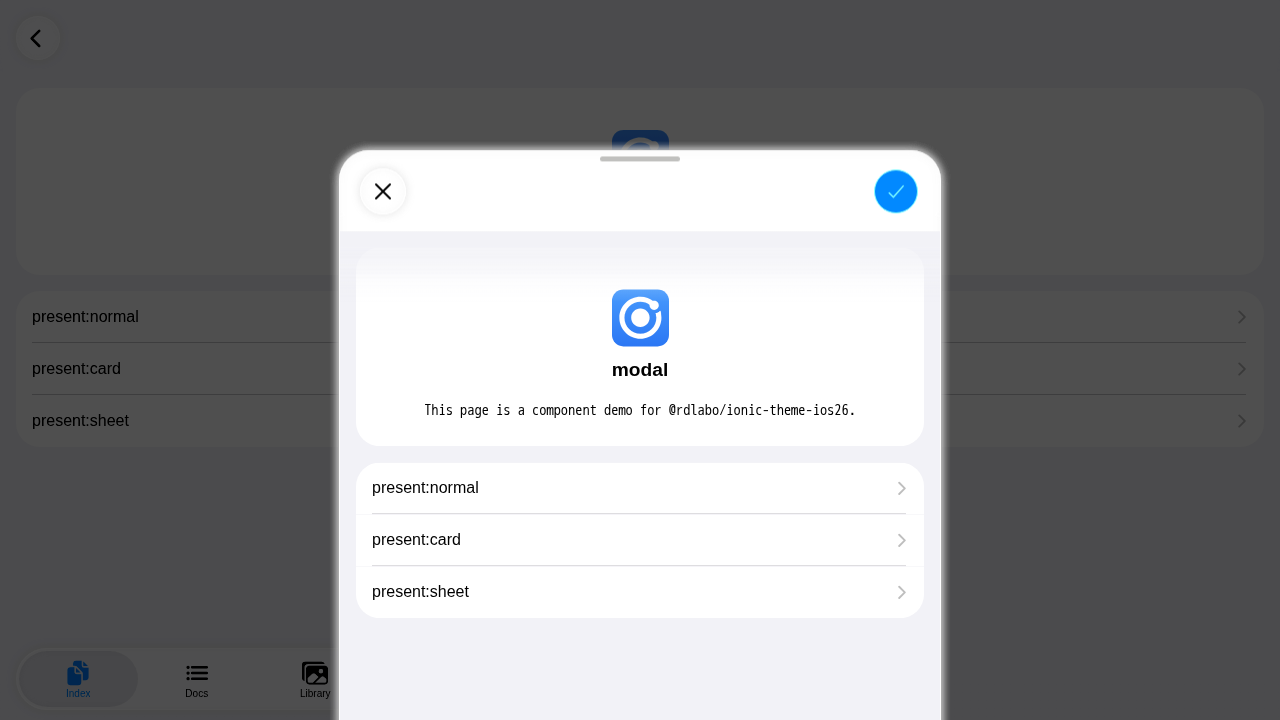 present:normal
present:card
present:sheet
modal
This page is a component demo for @rdlabo/ionic-theme-ios26.
present:normal
present:card
present:sheet
Index
Docs
Library